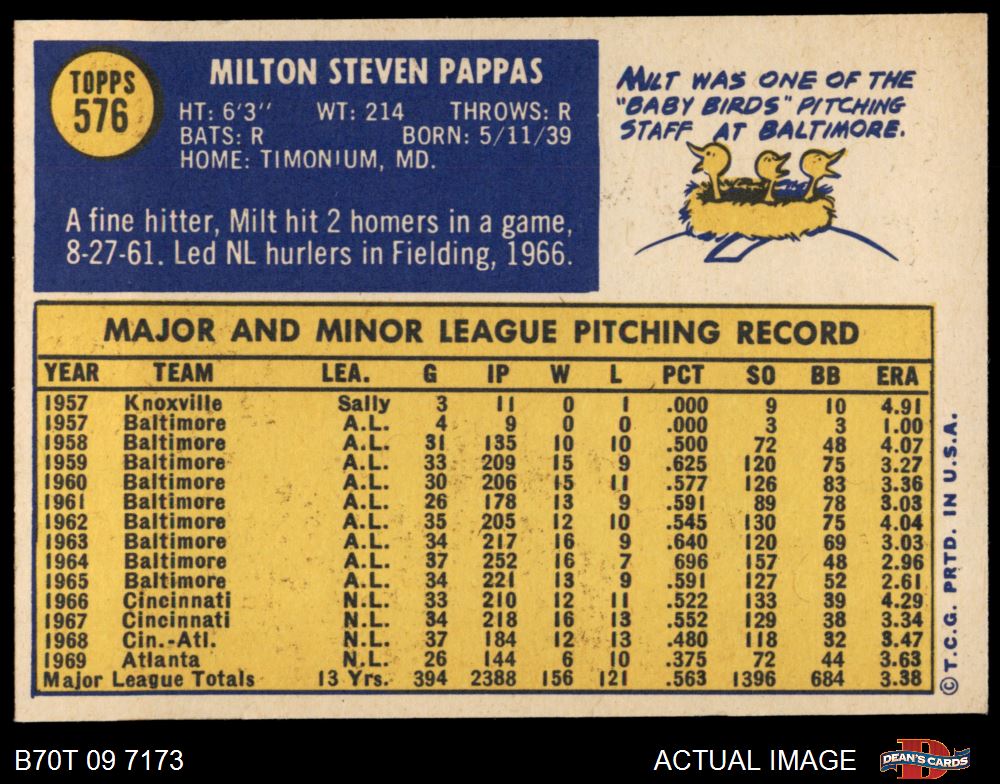 TOPPS
576
MILTON STEVEN PAPPAS
HT: 6'3" WT: 214 THROWS: R
BATS: R BORN: 5/11/39
HOME: TIMONIUM, MD.
A fine hitter, Milt hit 2 homers in a game,
8-27-61. Led NL hurlers in Fielding, 1966.
MILT WAS ONE OF THE
"BABY BIRDS" PITCHING
STAFF AT BALTIMORE.
MAJOR AND MINOR LEAGUE PITCHING RECORD
YEAR TEAM LEA. G IP W L PCT SO BB ERA
1957 Knoxville Sally 3 11 0 1 .000 9 10 4.91
1957 Baltimore A.L. 4 9 0 0 .000 3 3 1.00
1958 Baltimore A.L. 31 135 10 10 .500 72 48 4.07
1959 Baltimore A.L. 33 209 15 9 .625 120 75 3.27
1960 Baltimore A.L. 30 206 15 11 .577 126 83 3.36
1961 Baltimore A.L. 26 178 13 9 .591 89 78 3.03
1962 Baltimore A.L. 35 205 12 10 .545 130 75 4.04
1963 Baltimore A.L. 34 217 16 9 .640 120 69 3.03
1964 Baltimore A.L. 37 252 16 7 696 157 48 2.96
1965 Baltimore A.L. 34 221 13 9 .591 127 52 2.61
1966 Cincinnati N.L. 33 210 12 11 .522 133 39 4.29
1967 Cincinnati N.L. 34 218 16 13 .552 129 38 3.34
1968 Cin.-Atl. N.L. 37 184 12 13 .480 118 32 3.47
1969 Atlanta N.L. 26 144 6 10 .375 72 44 3.63
Major League Totals 13 Yrs. 394 2388 156 121 .563 1396 684 3.38
© T.C.G. PRTD. IN U.S.A.
B70T 09 7173
ACTUAL IMAGE
DEAN'S CARDS